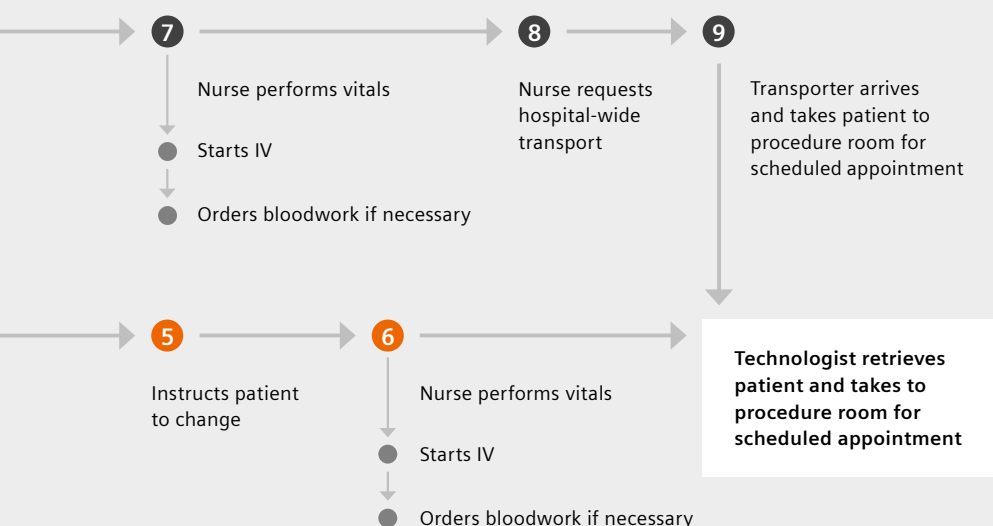 7
8
9
Nurse performs vitals
Starts IV
Orders bloodwork if necessary
Nurse requests
hospital-wide
transport
Transporter arrives
and takes patient to
procedure room for
scheduled appointment
5
6
Instructs patient
to change
Nurse performs vitals
Starts IV
Orders bloodwork if necessary
Technologist retrieves
patient and takes to
procedure room for
scheduled appointment